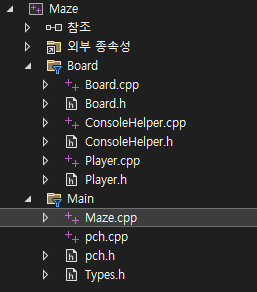 Maze
참조
외부 종속성
Board
Board.cpp
Board.h
ConsoleHelper.cpp
ConsoleHelper.h
Player.cpp
Player.h
Main
Maze.cpp
pch.cpp
pch.h
Types.h